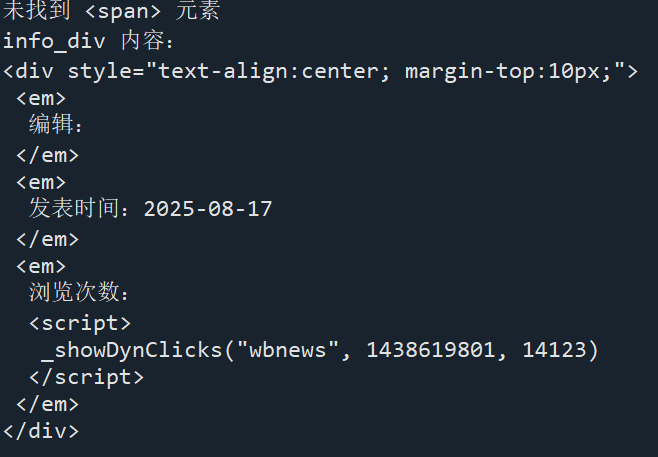 未找到 <span> 元素
info_div 内容：
<div style="text-align:center; margin-top:10px;">
<em>
编辑：
</em>
<em>
发表时间：2025-08-17
</em>
<em>
浏览次数：
<script>
_showDynClicks("wbnews", 1438619801, 14123)
</script>
</em>
</div>